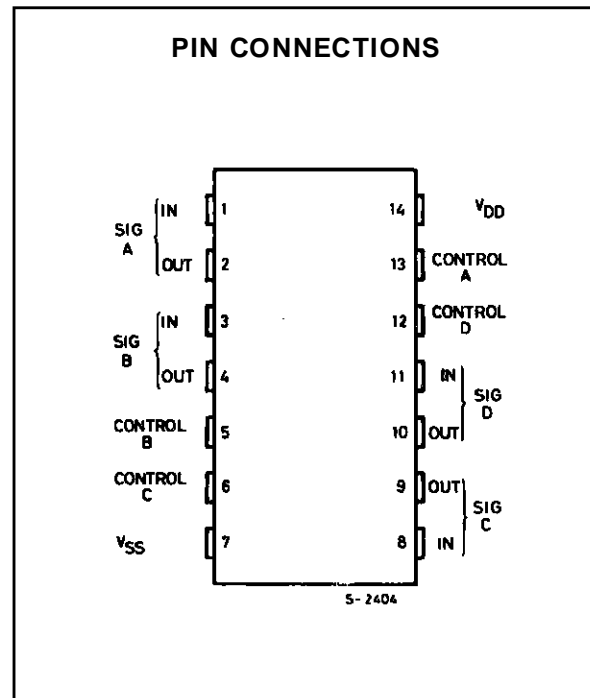 PIN CONNECTIONS
SIG A
IN 1
OUT 2
SIG B
IN 3
OUT 4
CONTROL B 5
CONTROL C 6
VSS 7
14 VDD
13 CONTROL A
12 CONTROL D
11 IN
10 OUT
SIG D
9 OUT
8 IN
SIG C
S-2404